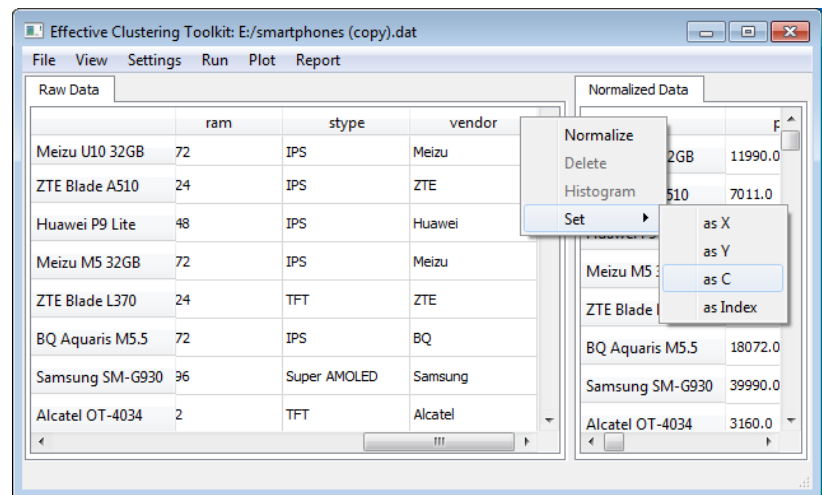 Effective Clustering Toolkit: E:/smartphones (copy).dat
File View Settings Run Plot Report
Raw Data
ram stype vendor
Meizu U10 32GB 72 IPS Meizu
ZTE Blade A510 24 IPS ZTE
Huawei P9 Lite 48 IPS Huawei
Meizu M5 32GB 72 IPS Meizu
ZTE Blade L370 24 TFT ZTE
BQ Aquaris M5.5 72 IPS BQ
Samsung SM-G930 96 Super AMOLED Samsung
Alcatel OT-4034 2 TFT Alcatel
Normalized Data
2GB 11990.0
510 7011.0
Meizu M5
ZTE Blade
BQ Aquaris M5.5 18072.0
Samsung SM-G930 39990.0
Alcatel OT-4034 3160.0
Normalize
Delete
Histogram
Set
as X
as Y
as C
as Index